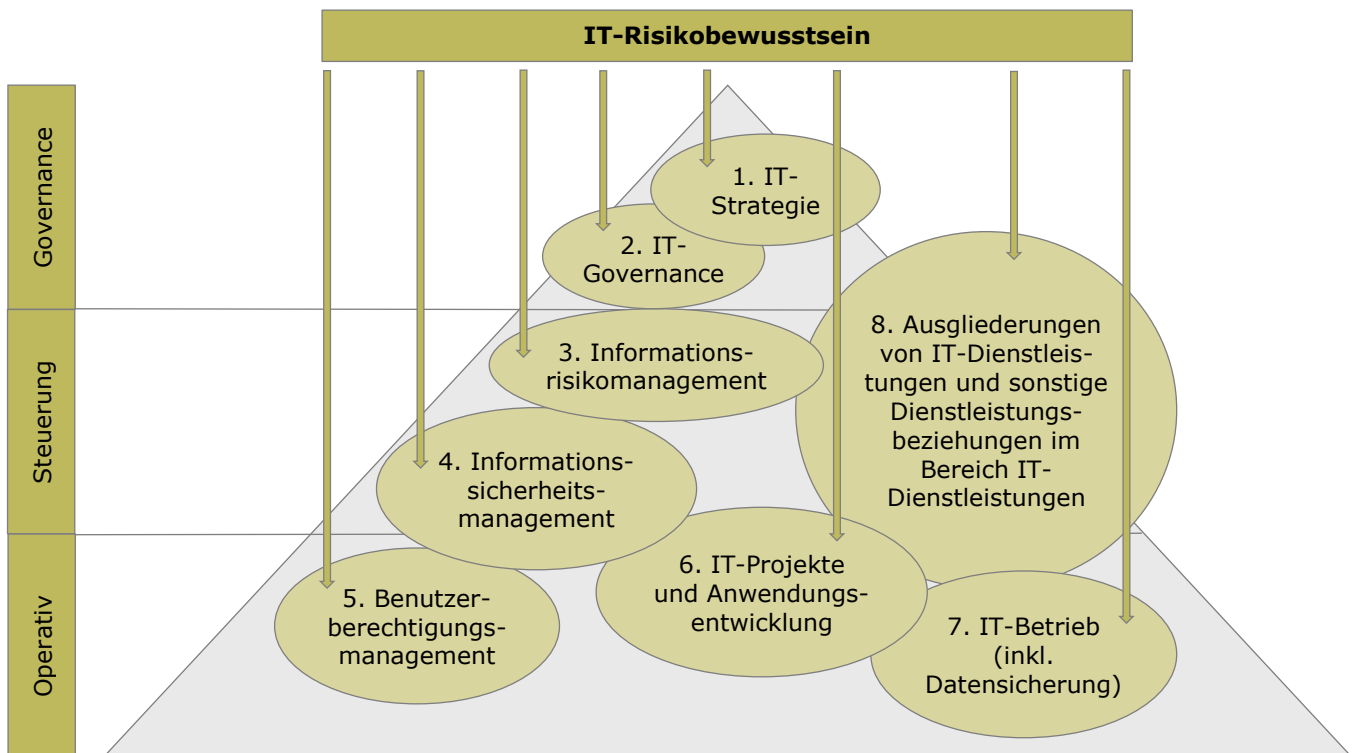 IT-Risikobewusstsein
Governance
1. IT-
Strategie
2. IT-
Governance
Steuerung
3. Informations-
risikomanagement
8. Ausgliederungen
von IT-Dienstleis-
tungen und sonstige
Dienstleistungs-
beziehungen im
Bereich IT-
Dienstleistungen
4. Informations-
sicherheits-
management
Operativ
5. Benutzer-
berechtigungs-
management
6. IT-Projekte
und Anwendungs-
entwicklung
7. IT-Betrieb
(inkl.
Datensicherung)